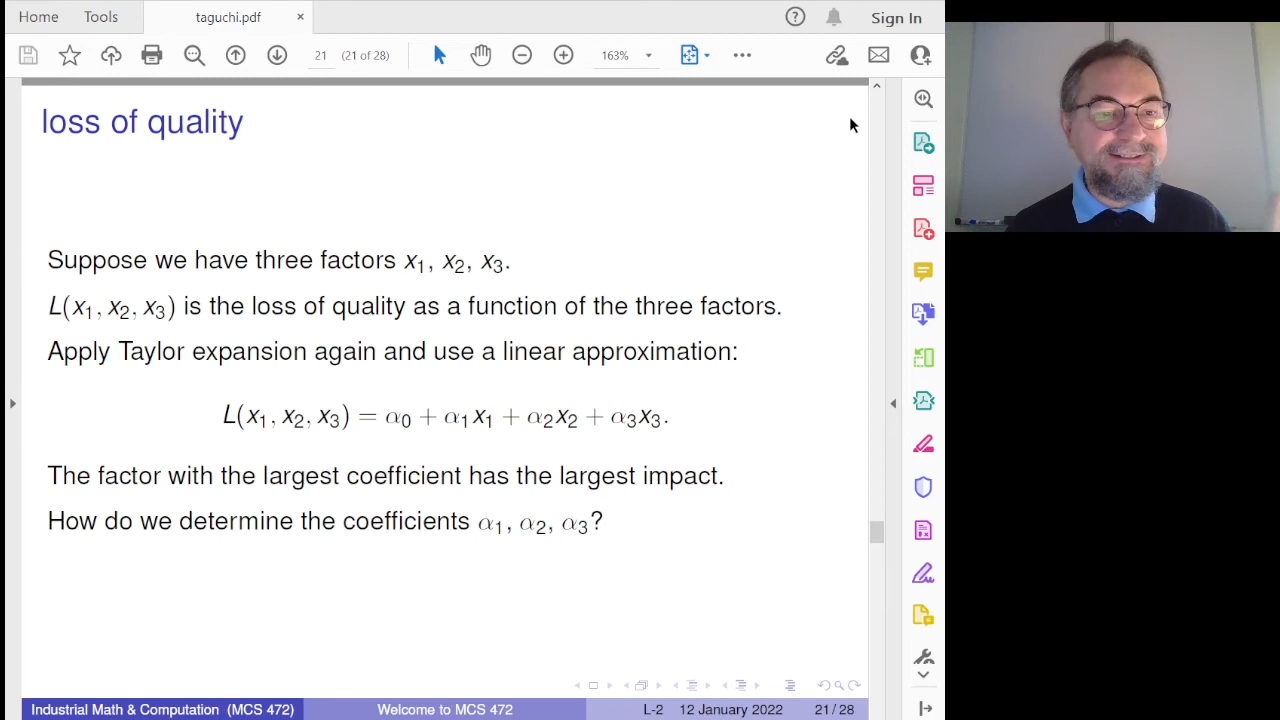 Home Tools taguchi.pdf × Sign In
21 (21 of 28) 163%
loss of quality
Suppose we have three factors x₁, x₂, x₃.
L(x₁, x₂, x₃) is the loss of quality as a function of the three factors.
Apply Taylor expansion again and use a linear approximation:
L(x₁, x₂, x₃) = α₀ + α₁x₁ + α₂x₂ + α₃x₃.
The factor with the largest coefficient has the largest impact.
How do we determine the coefficients α₁, α₂, α₃?
Industrial Math & Computation (MCS 472) Welcome to MCS 472 L-2 12 January 2022 21 / 28